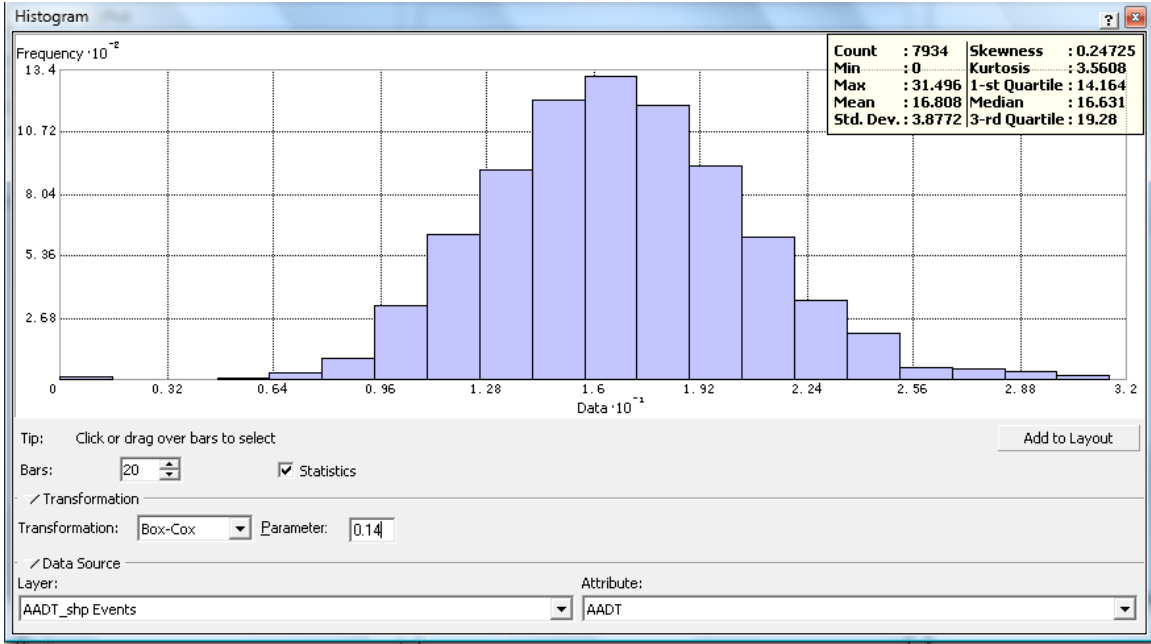 Histogram
?
Frequency ·10⁻²
Count : 7934 Skewness : 0.24725
Min : 0 Kurtosis : 3.5608
Max : 31.496 1-st Quartile : 14.164
Mean : 16.808 Median : 16.631
Std. Dev. : 3.8772 3-rd Quartile : 19.28
13.4
10.72
8.04
5.36
2.68
0 0.32 0.64 0.96 1.28 1.6 1.92 2.24 2.56 2.88 3.2
Data ·10⁻¹
Tip: Click or drag over bars to select Add to Layout
Bars: 20 Statistics
Transformation
Transformation: Box-Cox Parameter: 0.14
Data Source
Layer: Attribute:
AADT_shp Events AADT